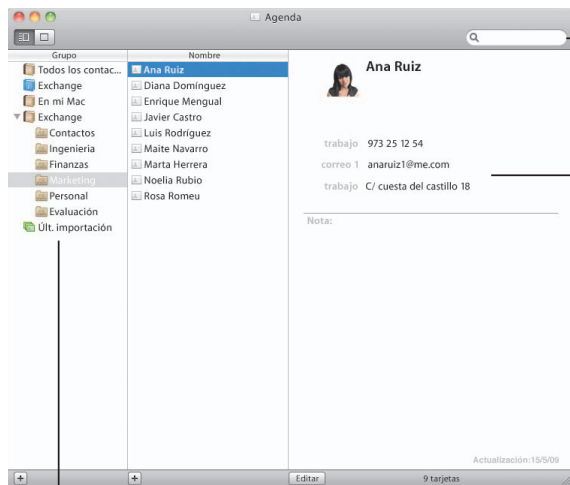 Agenda
Grupo
Todos los contac...
Exchange
En mi Mac
Exchange
Contactos
Ingenieria
Finanzas
Marketing
Personal
Evaluación
Últ. importación
Nombre
Ana Ruiz
Diana Domínguez
Enrique Mengual
Javier Castro
Luis Rodríguez
Maite Navarro
Marta Herrera
Noelia Rubio
Rosa Romeu
Ana Ruiz
trabajo 973 25 12 54
correo 1 anaruiz1@me.com
trabajo C/ cuesta del castillo 18
Nota:
Actualización:15/5/09
Editar
9 tarjetas